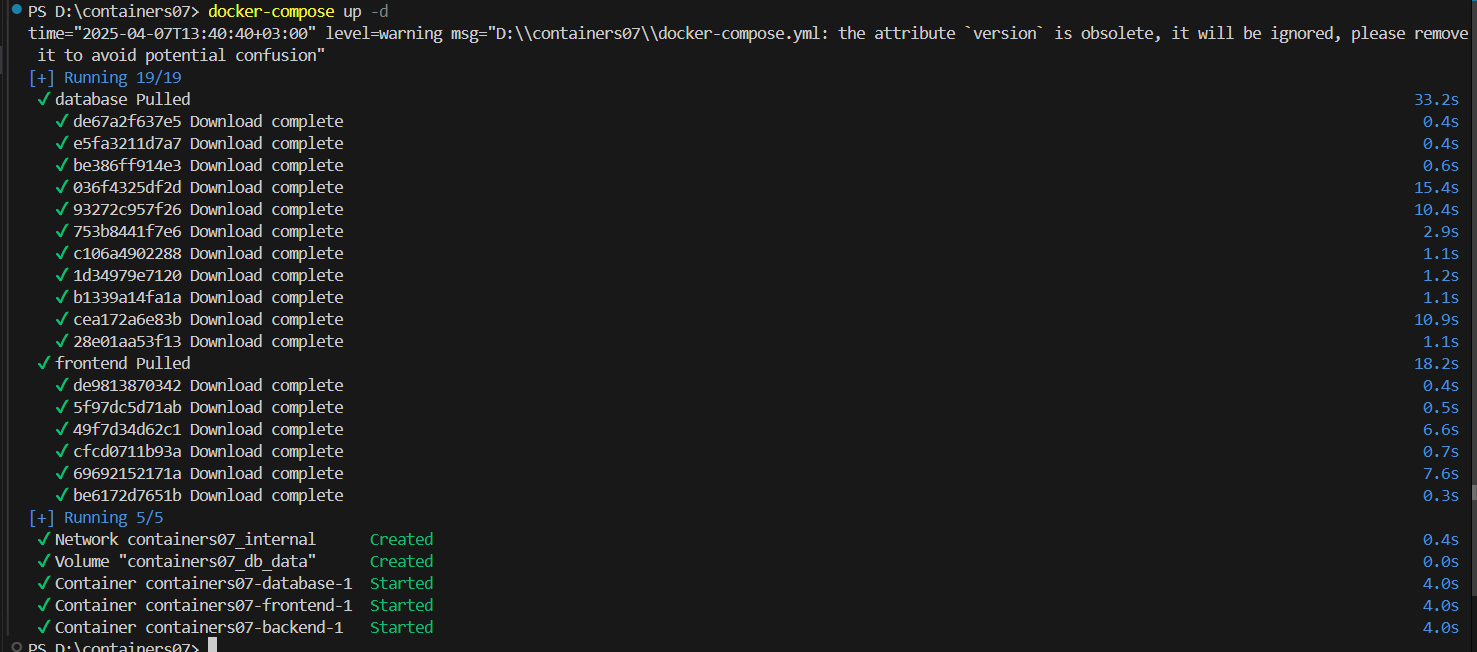 PS D:\containers07> docker-compose up -d
time="2025-04-07T13:40:40+03:00" level=warning msg="D:\\containers07\\docker-compose.yml: the attribute `version` is obsolete, it will be ignored, please remove
it to avoid potential confusion"
[+] Running 19/19
✓ database Pulled 33.2s
✓ de67a2f637e5 Download complete 0.4s
✓ e5fa3211d7a7 Download complete 0.4s
✓ be386ff914e3 Download complete 0.6s
✓ 036f4325df2d Download complete 15.4s
✓ 93272c957f26 Download complete 10.4s
✓ 753b8441f7e6 Download complete 2.9s
✓ c106a4902288 Download complete 1.1s
✓ 1d34979e7120 Download complete 1.2s
✓ b1339a14fa1a Download complete 1.1s
✓ cea172a6e83b Download complete 10.9s
✓ 28e01aa53f13 Download complete 1.1s
✓ frontend Pulled 18.2s
✓ de9813870342 Download complete 0.4s
✓ 5f97dc5d71ab Download complete 0.5s
✓ 49f7d34d62c1 Download complete 6.6s
✓ cfcd0711b93a Download complete 0.7s
✓ 69692152171a Download complete 7.6s
✓ be6172d7651b Download complete 0.3s
[+] Running 5/5
✓ Network containers07_internal Created 0.4s
✓ Volume "containers07_db_data" Created 0.0s
✓ Container containers07-database-1 Started 4.0s
✓ Container containers07-frontend-1 Started 4.0s
✓ Container containers07-backend-1 Started 4.0s
PS D:\containers07>